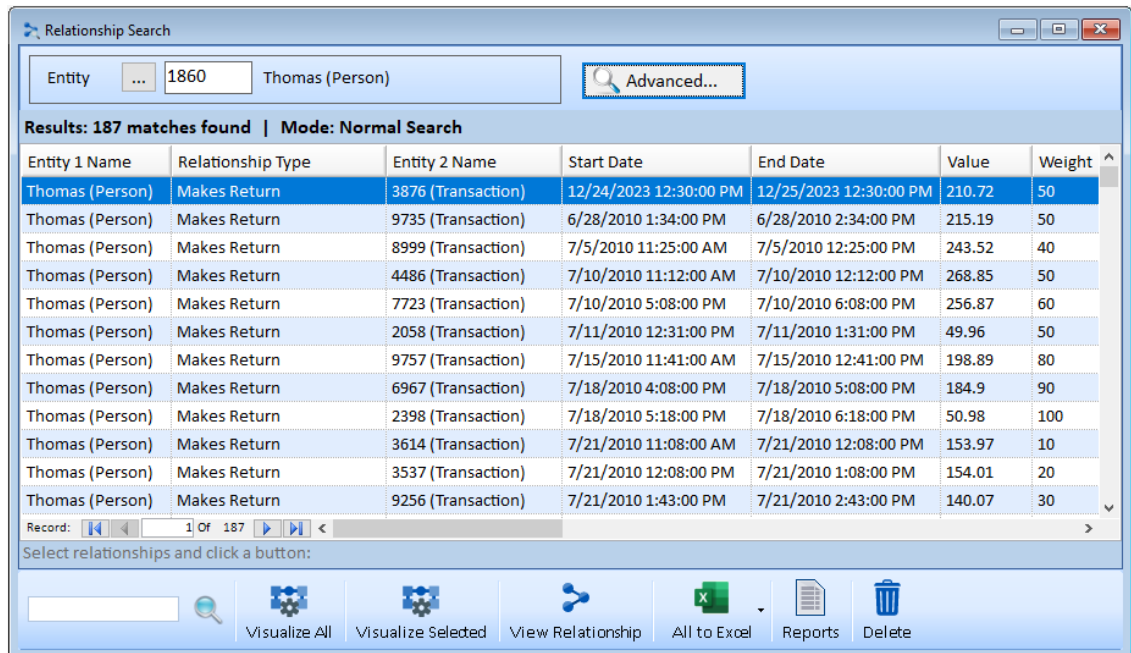 Relationship Search
Entity ... 1860 Thomas (Person) Advanced...
Results: 187 matches found | Mode: Normal Search
Entity 1 Name Relationship Type Entity 2 Name Start Date End Date Value Weight
Thomas (Person) Makes Return 3876 (Transaction) 12/24/2023 12:30:00 PM 12/25/2023 12:30:00 PM 210.72 50
Thomas (Person) Makes Return 9735 (Transaction) 6/28/2010 1:34:00 PM 6/28/2010 2:34:00 PM 215.19 50
Thomas (Person) Makes Return 8999 (Transaction) 7/5/2010 11:25:00 AM 7/5/2010 12:25:00 PM 243.52 40
Thomas (Person) Makes Return 4486 (Transaction) 7/10/2010 11:12:00 AM 7/10/2010 12:12:00 PM 268.85 50
Thomas (Person) Makes Return 7723 (Transaction) 7/10/2010 5:08:00 PM 7/10/2010 6:08:00 PM 256.87 60
Thomas (Person) Makes Return 2058 (Transaction) 7/11/2010 12:31:00 PM 7/11/2010 1:31:00 PM 49.96 50
Thomas (Person) Makes Return 9757 (Transaction) 7/15/2010 11:41:00 AM 7/15/2010 12:41:00 PM 198.89 80
Thomas (Person) Makes Return 6967 (Transaction) 7/18/2010 4:08:00 PM 7/18/2010 5:08:00 PM 184.9 90
Thomas (Person) Makes Return 2398 (Transaction) 7/18/2010 5:18:00 PM 7/18/2010 6:18:00 PM 50.98 100
Thomas (Person) Makes Return 3614 (Transaction) 7/21/2010 11:08:00 AM 7/21/2010 12:08:00 PM 153.97 10
Thomas (Person) Makes Return 3537 (Transaction) 7/21/2010 12:08:00 PM 7/21/2010 1:08:00 PM 154.01 20
Thomas (Person) Makes Return 9256 (Transaction) 7/21/2010 1:43:00 PM 7/21/2010 2:43:00 PM 140.07 30
Record: 1 Of 187
Select relationships and click a button:
Visualize All Visualize Selected View Relationship All to Excel Reports Delete